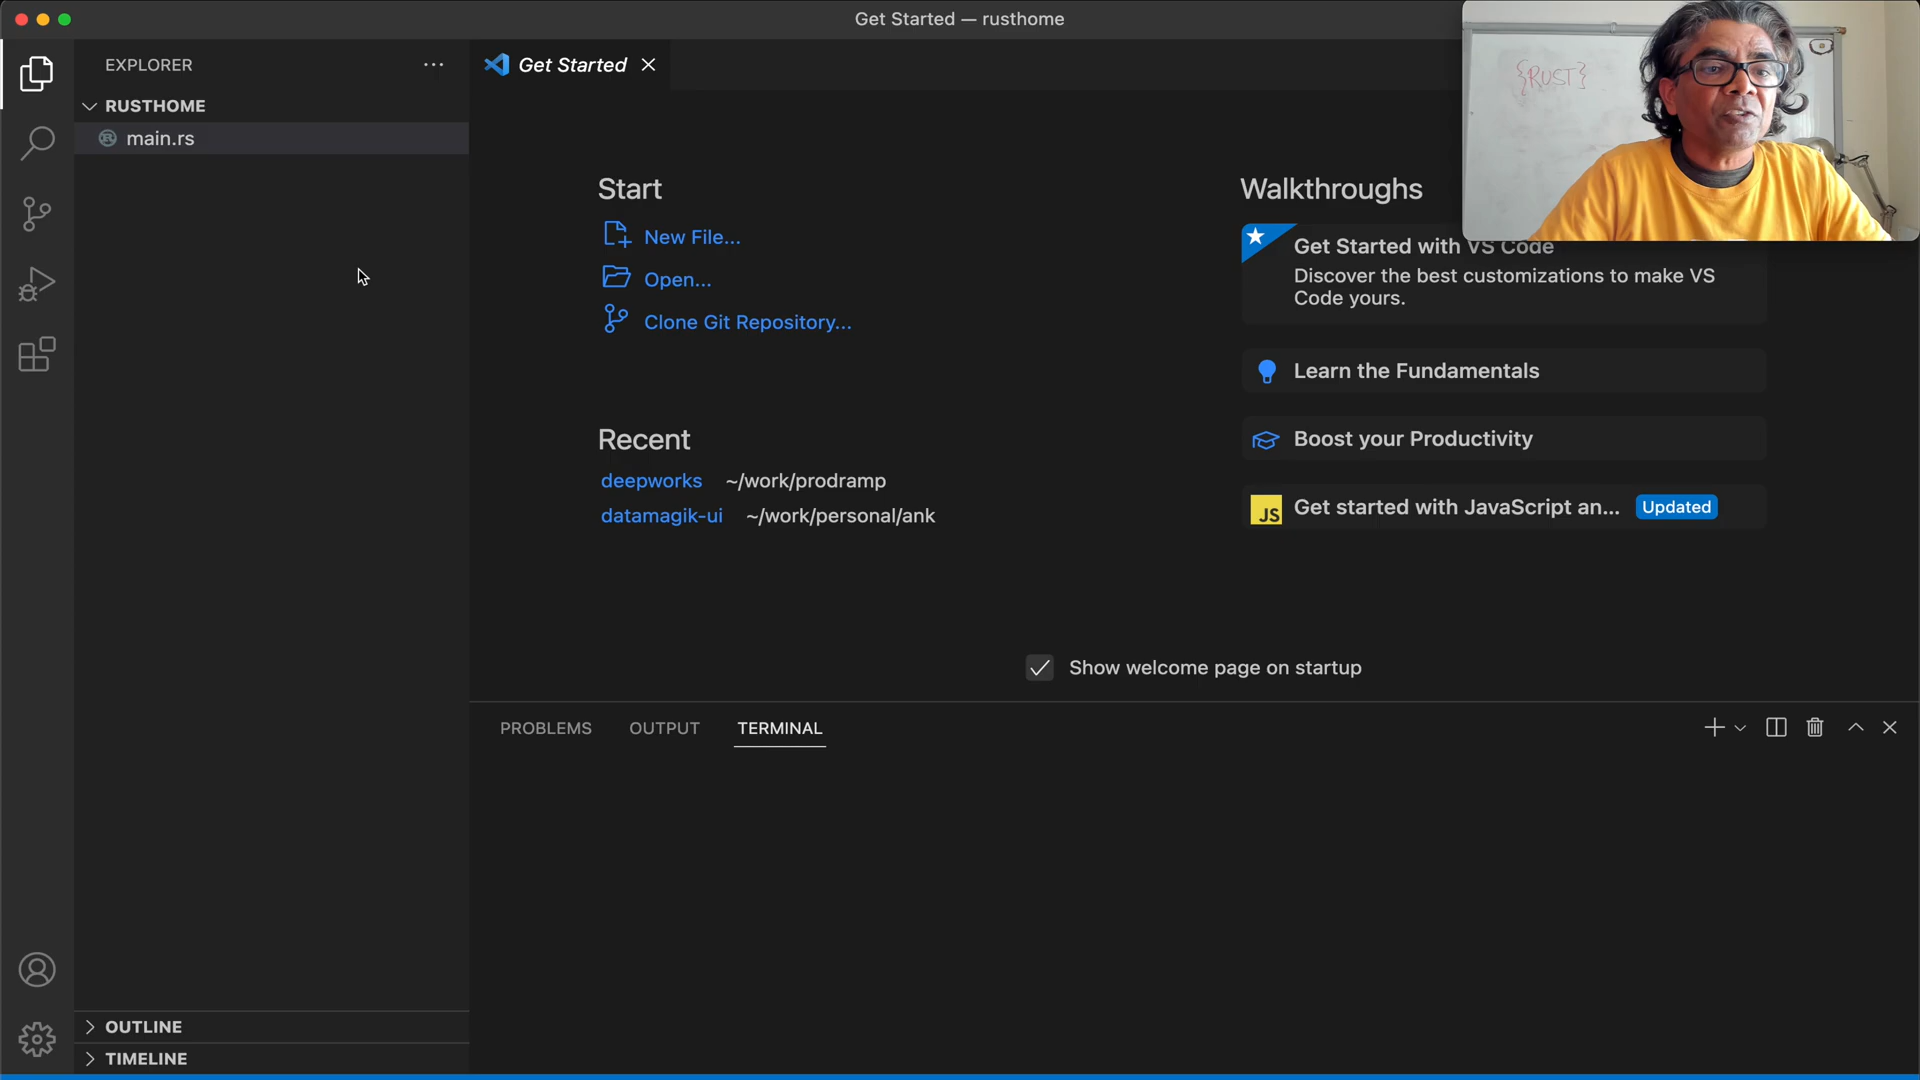 Get Started — rusthome
EXPLORER
Get Started
{RUST}
RUSTHOME
main.rs
Start
New File...
Open...
Clone Git Repository...
Walkthroughs
Get Started with VS Code
Discover the best customizations to make VS
Code yours.
Learn the Fundamentals
Boost your Productivity
JS Get started with JavaScript an... Updated
Recent
deepworks ~/work/prodramp
datamagik-ui ~/work/personal/ank
Show welcome page on startup
PROBLEMS OUTPUT TERMINAL
OUTLINE
TIMELINE